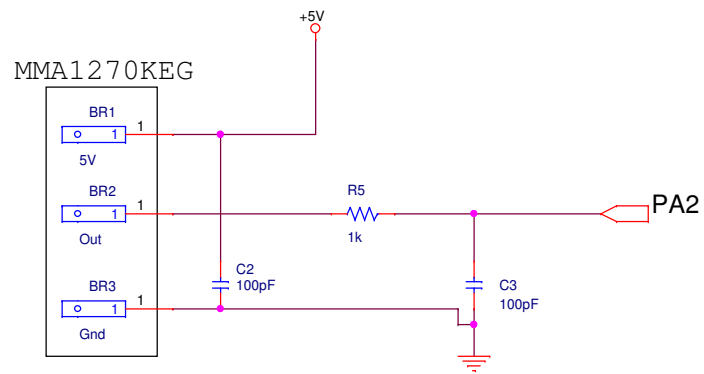 +5V
MMA1270KEG
BR1
1
1
5V
BR2
1
1
Out
R5
1k
PA2
BR3
1
1
Gnd
C2
100pF
C3
100pF